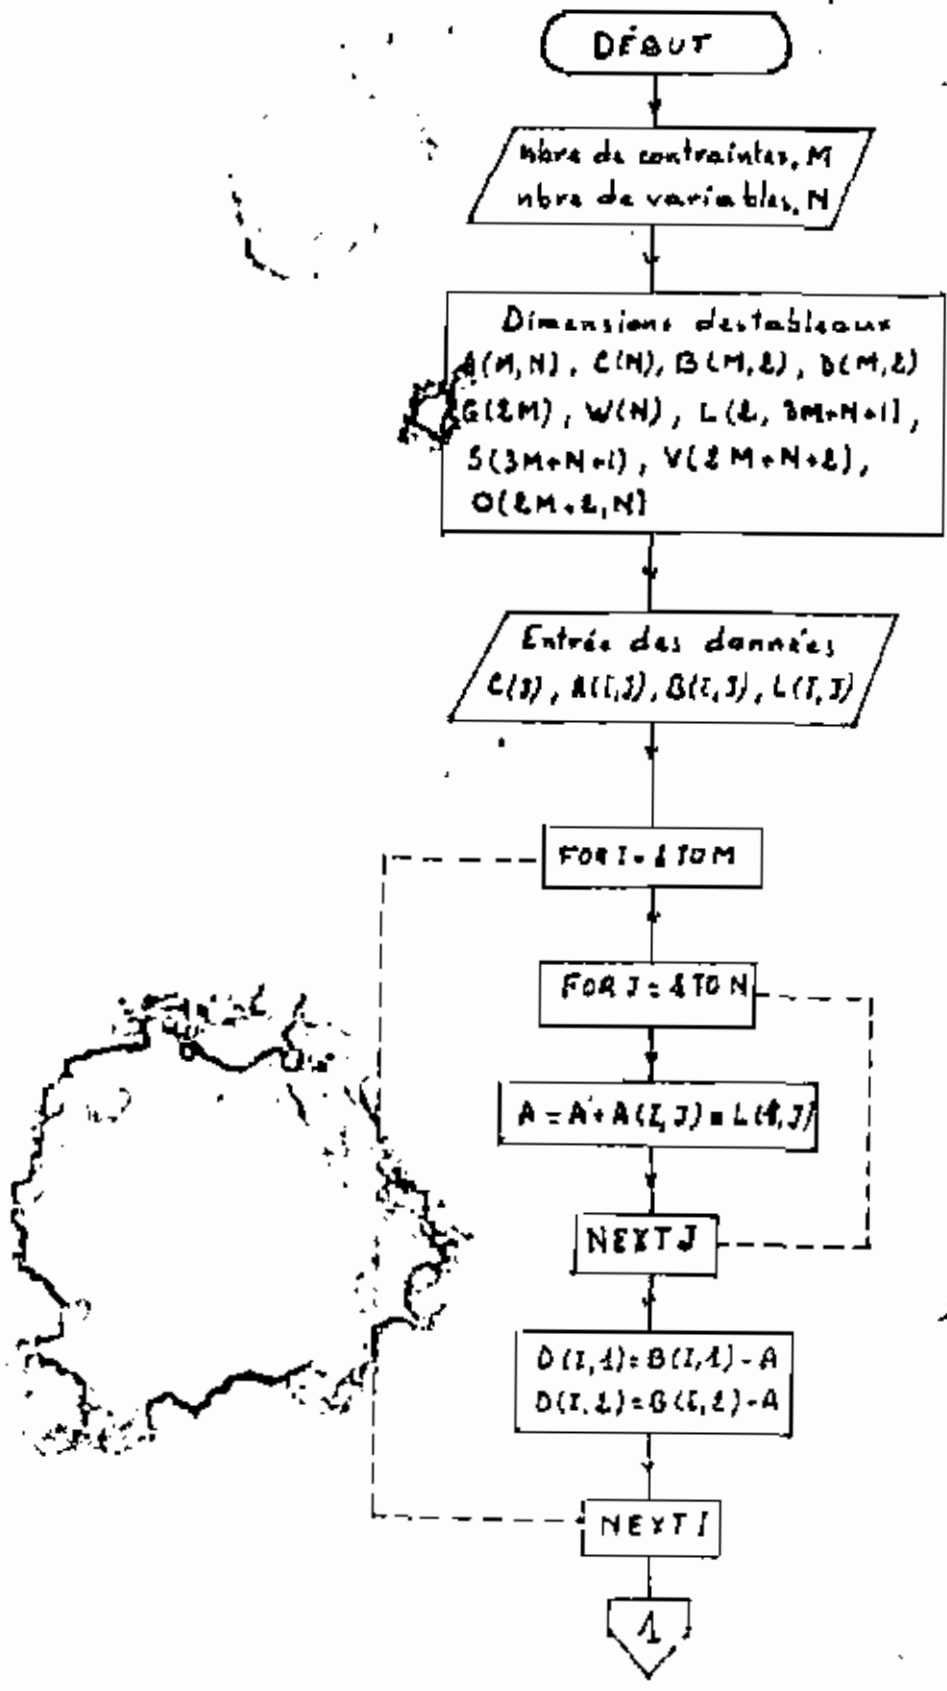 DÉBUT
nbre de contraintes, M
nbre de variables, N
Dimensions des tableaux
A(M,N), C(N), B(M,2), D(M,2)
G(2M), W(N), L(2, 3M+N+1),
S(3M+N+1), V(2M+N+2),
O(2M+2,N)
Entrée des données
C(J), A(I,J), B(I,J), L(I,J)
FOR I=1 TO M
FOR J=1 TO N
A = A + A(I,J) * L(1,J)
NEXT J
D(I,1)=B(I,1)-A
D(I,2)=B(I,2)-A
NEXT I
1